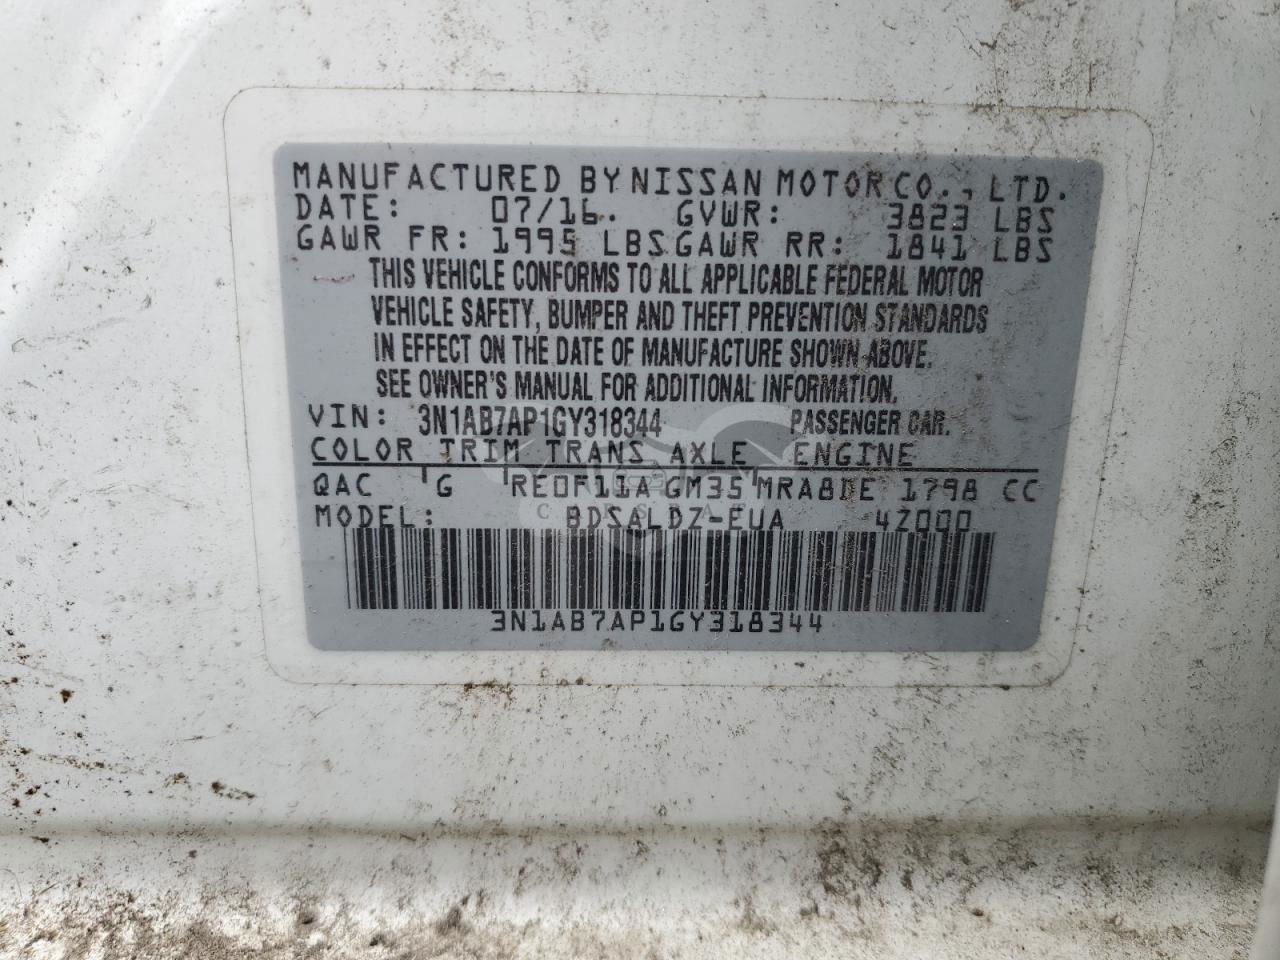 MANUFACTURED BY NISSAN MOTOR CO., LTD.
DATE: 07/16. GVWR: 3823 LBS
GAWR FR: 1995 LBS GAWR RR: 1841 LBS
THIS VEHICLE CONFORMS TO ALL APPLICABLE FEDERAL MOTOR
VEHICLE SAFETY, BUMPER AND THEFT PREVENTION STANDARDS
IN EFFECT ON THE DATE OF MANUFACTURE SHOWN ABOVE.
SEE OWNER'S MANUAL FOR ADDITIONAL INFORMATION.
VIN: 3N1AB7AP1GY318344 PASSENGER CAR.
COLOR TRIM TRANS AXLE ENGINE
QAC G RE0F11A GM35 MRA8DE 1798 CC
MODEL: BDSALDZ-EUA 4Z000
3N1AB7AP1GY318344